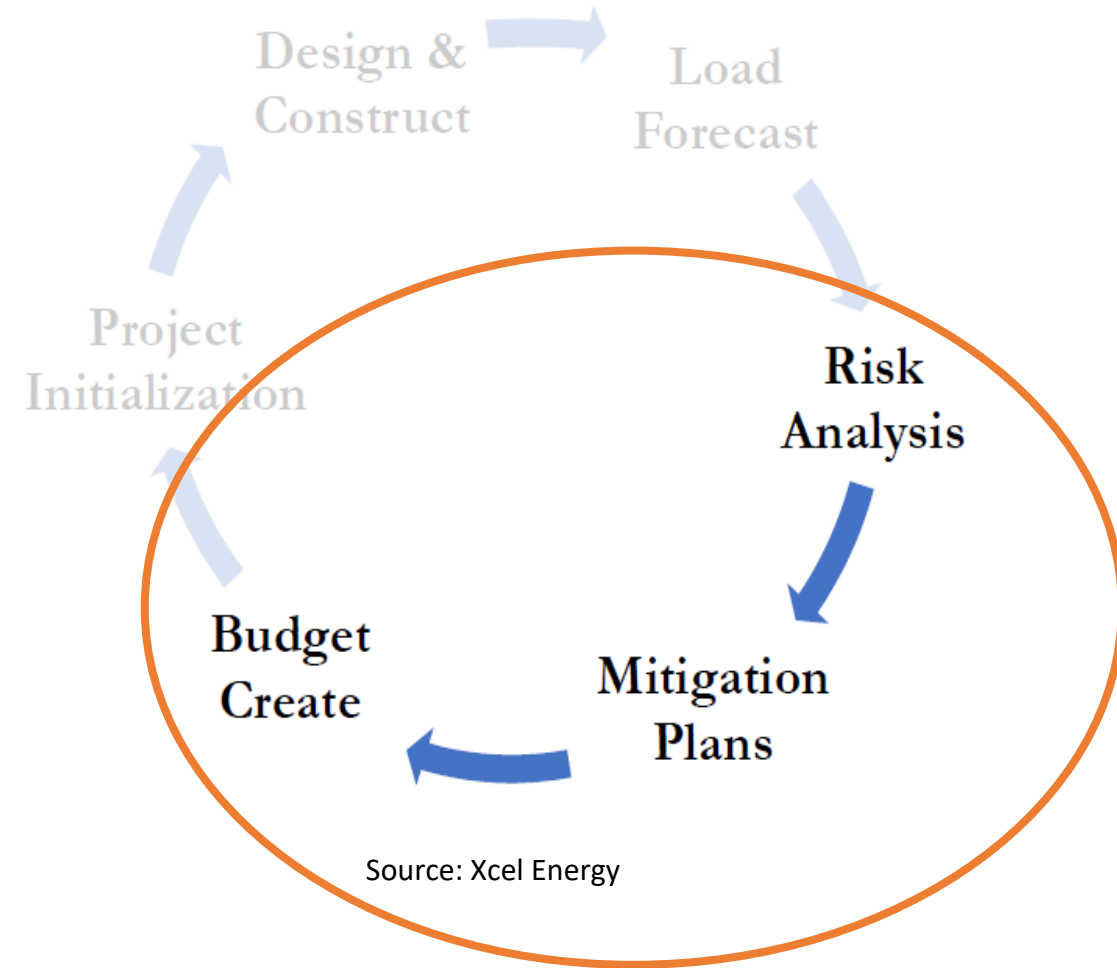 Design &
Construct
Load
Forecast
Risk
Analysis
Mitigation
Plans
Budget
Create
Project
Initialization
Source: Xcel Energy